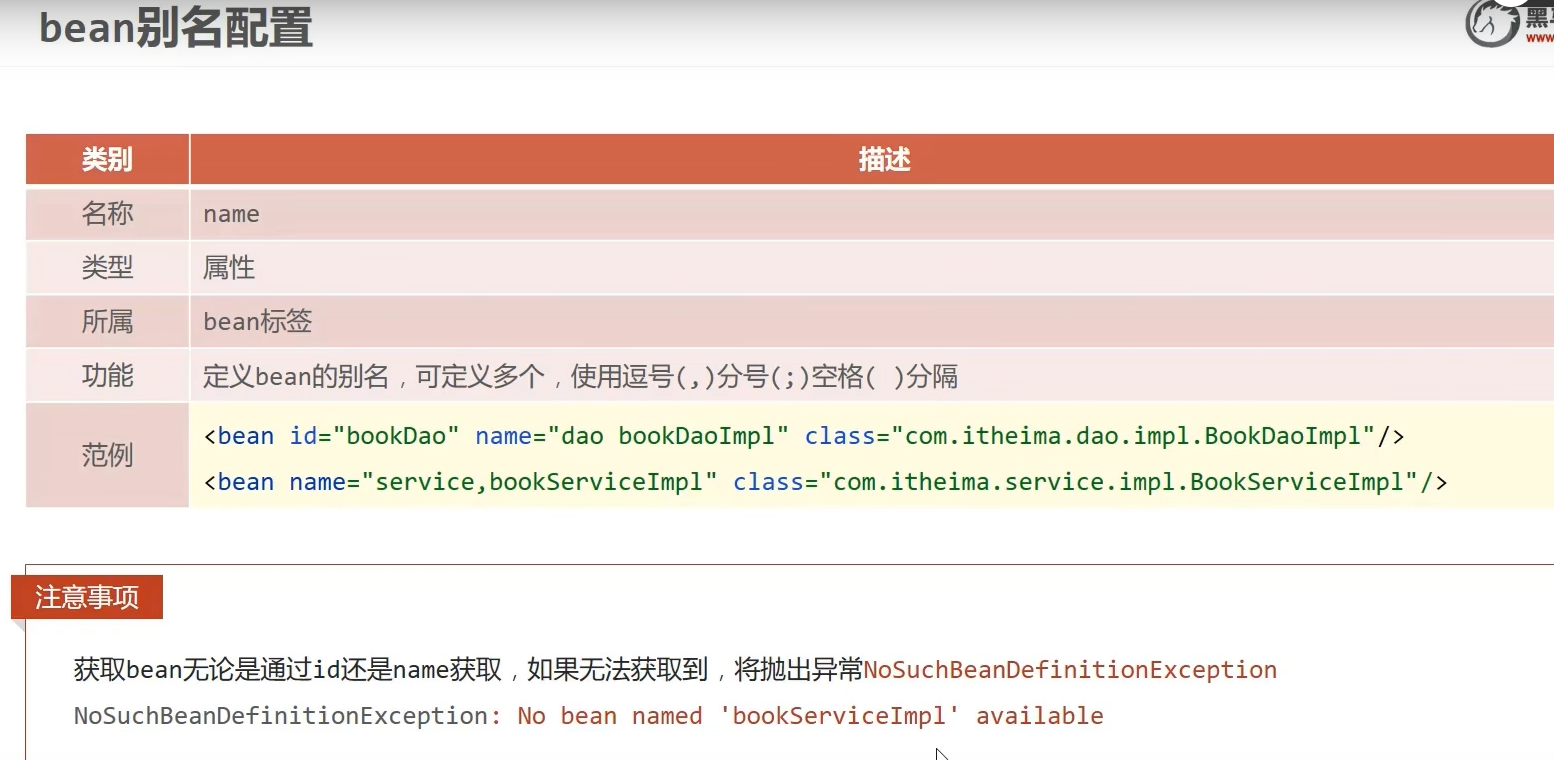 bean别名配置
类别 描述
名称 name
类型 属性
所属 bean标签
功能 定义bean的别名，可定义多个，使用逗号(,)分号(;)空格( )分隔
范例
<bean id="bookDao" name="dao bookDaoImpl" class="com.itheima.dao.impl.BookDaoImpl"/>
<bean name="service,bookServiceImpl" class="com.itheima.service.impl.BookServiceImpl"/>
注意事项
获取bean无论是通过id还是name获取，如果无法获取到，将抛出异常NoSuchBeanDefinitionException
NoSuchBeanDefinitionException: No bean named 'bookServiceImpl' available
黑
www